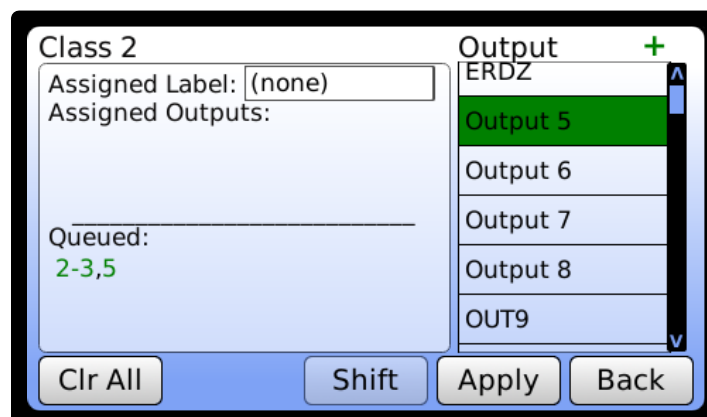 Class 2
Assigned Label: (none)
Assigned Outputs:
Queued:
2-3,5
Output +
ERDZ
Output 5
Output 6
Output 7
Output 8
OUT9
Clr All
Shift
Apply
Back